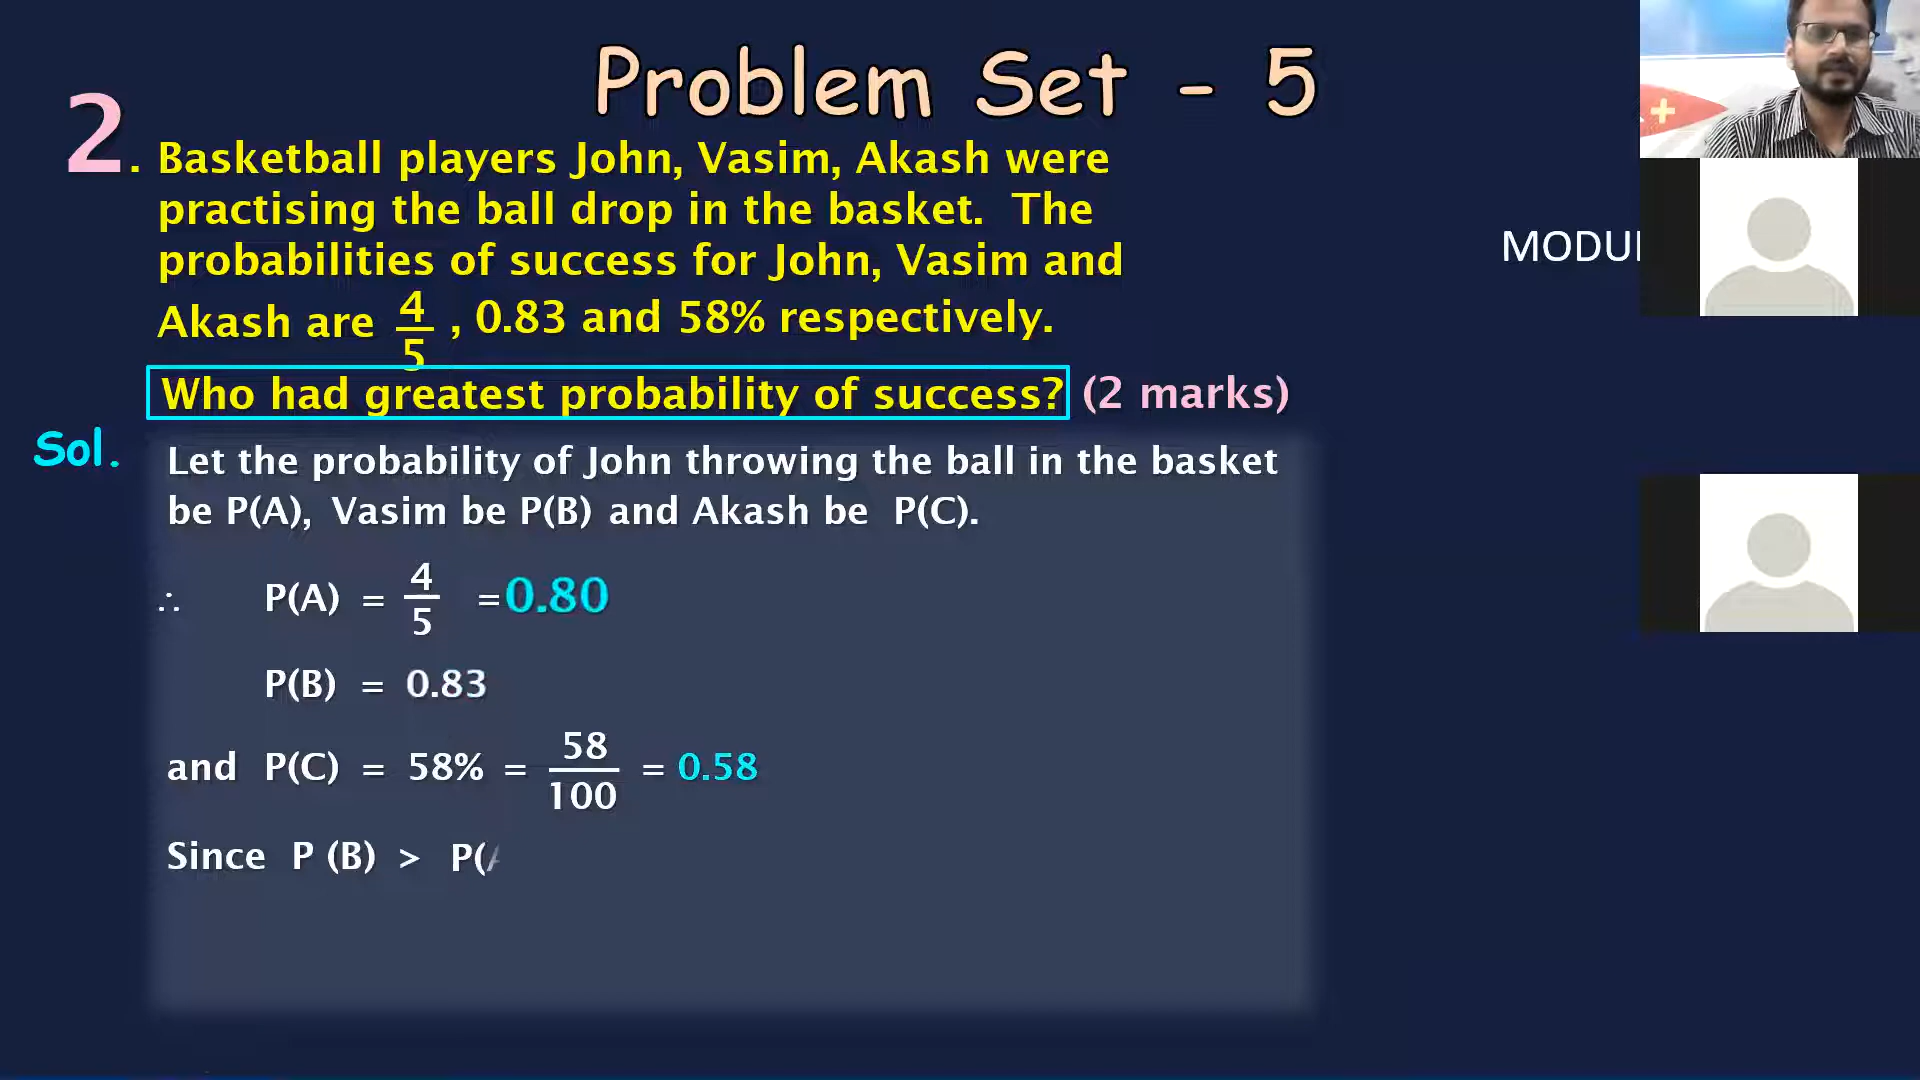 Problem Set - 5
2. Basketball players John, Vasim, Akash were
practising the ball drop in the basket. The
probabilities of success for John, Vasim and
Akash are 4/5, 0.83 and 58% respectively.
Who had greatest probability of success? (2 marks)
MODUL
Sol.
Let the probability of John throwing the ball in the basket
be P(A), Vasim be P(B) and Akash be P(C).
∴ P(A) = 4/5 = 0.80
P(B) = 0.83
and P(C) = 58% = 58/100 = 0.58
Since P (B) > P(A
+